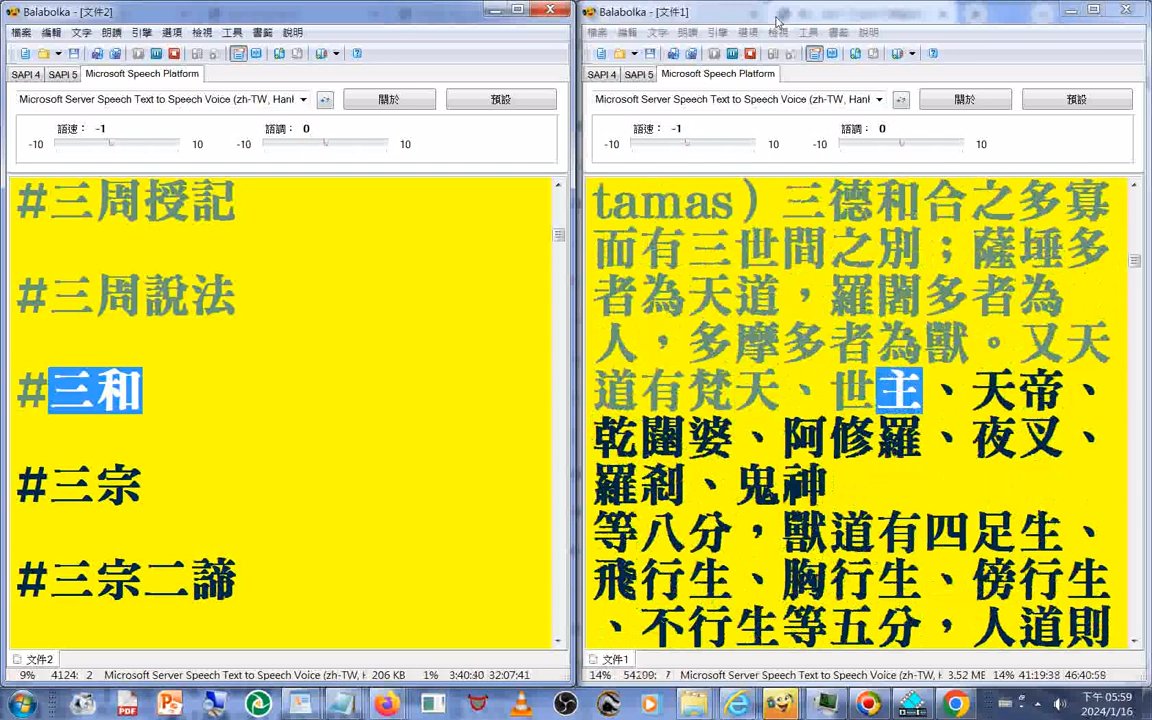 Balabolka - [文件2]
檔案 編輯 文字 朗讀 引擎 選項 檢視 工具 書籤 說明
SAPI 4 SAPI 5 Microsoft Speech Platform
Microsoft Server Speech Text to Speech Voice (zh-TW, Hanl 關於 預設
語速： -1 語調： 0
-10 10 -10 10
#三周授記
#三周說法
#三和
#三宗
#三宗二諦
文件2
9% 4124: 2 Microsoft Server Speech Text to Speech Voice (zh-TW, Ha 206 KB 1% 3:40:40 32:07:41
Balabolka - [文件1]
檔案 編輯 文字 朗讀 引擎 選項 檢視 工具 書籤 說明
SAPI 4 SAPI 5 Microsoft Speech Platform
Microsoft Server Speech Text to Speech Voice (zh-TW, Hanl 關於 預設
語速： -1 語調： 0
-10 10 -10 10
tamas）三德和合之多寡
而有三世間之別；薩埵多
者為天道，羅闍多者為
人，多摩多者為獸。又天
道有梵天、世主、天帝、
乾闥婆、阿修羅、夜叉、
羅剎、鬼神
等八分，獸道有四足生、
飛行生、胸行生、傍行生
、不行生等五分，人道則
文件1
14% 54209: 7 Microsoft Server Speech Text to Speech Voice (zh-TW, Ha 3.52 MB 14% 41:19:38 46:40:59
下午 05:59
2024/1/16